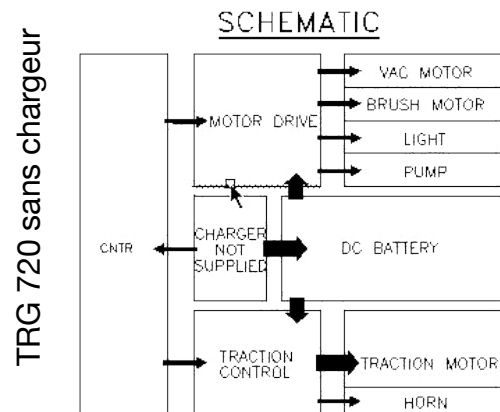 SCHEMATIC
TRG 720 sans chargeur
VAC MOTOR
MOTOR DRIVE
BRUSH MOTOR
LIGHT
PUMP
CNTR
CHARGER
NOT
SUPPLIED
DC BATTERY
TRACTION
CONTROL
TRACTION MOTOR
HORN